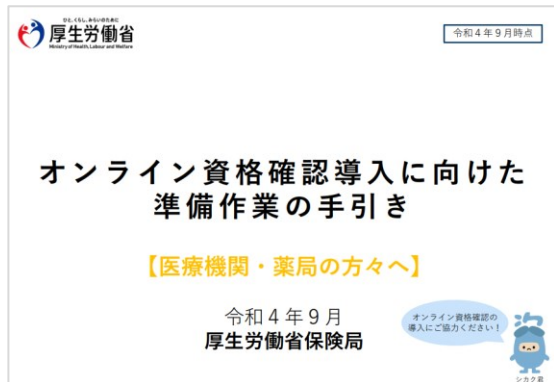 ひと、くらし、みらいのために
厚生労働省
Ministry of Health, Labour and Welfare
令和4年9月時点
オンライン資格確認導入に向けた
準備作業の手引き
【医療機関・薬局の方々へ】
令和4年9月
厚生労働省保険局
オンライン資格確認の
導入にご協力ください！
シカク君